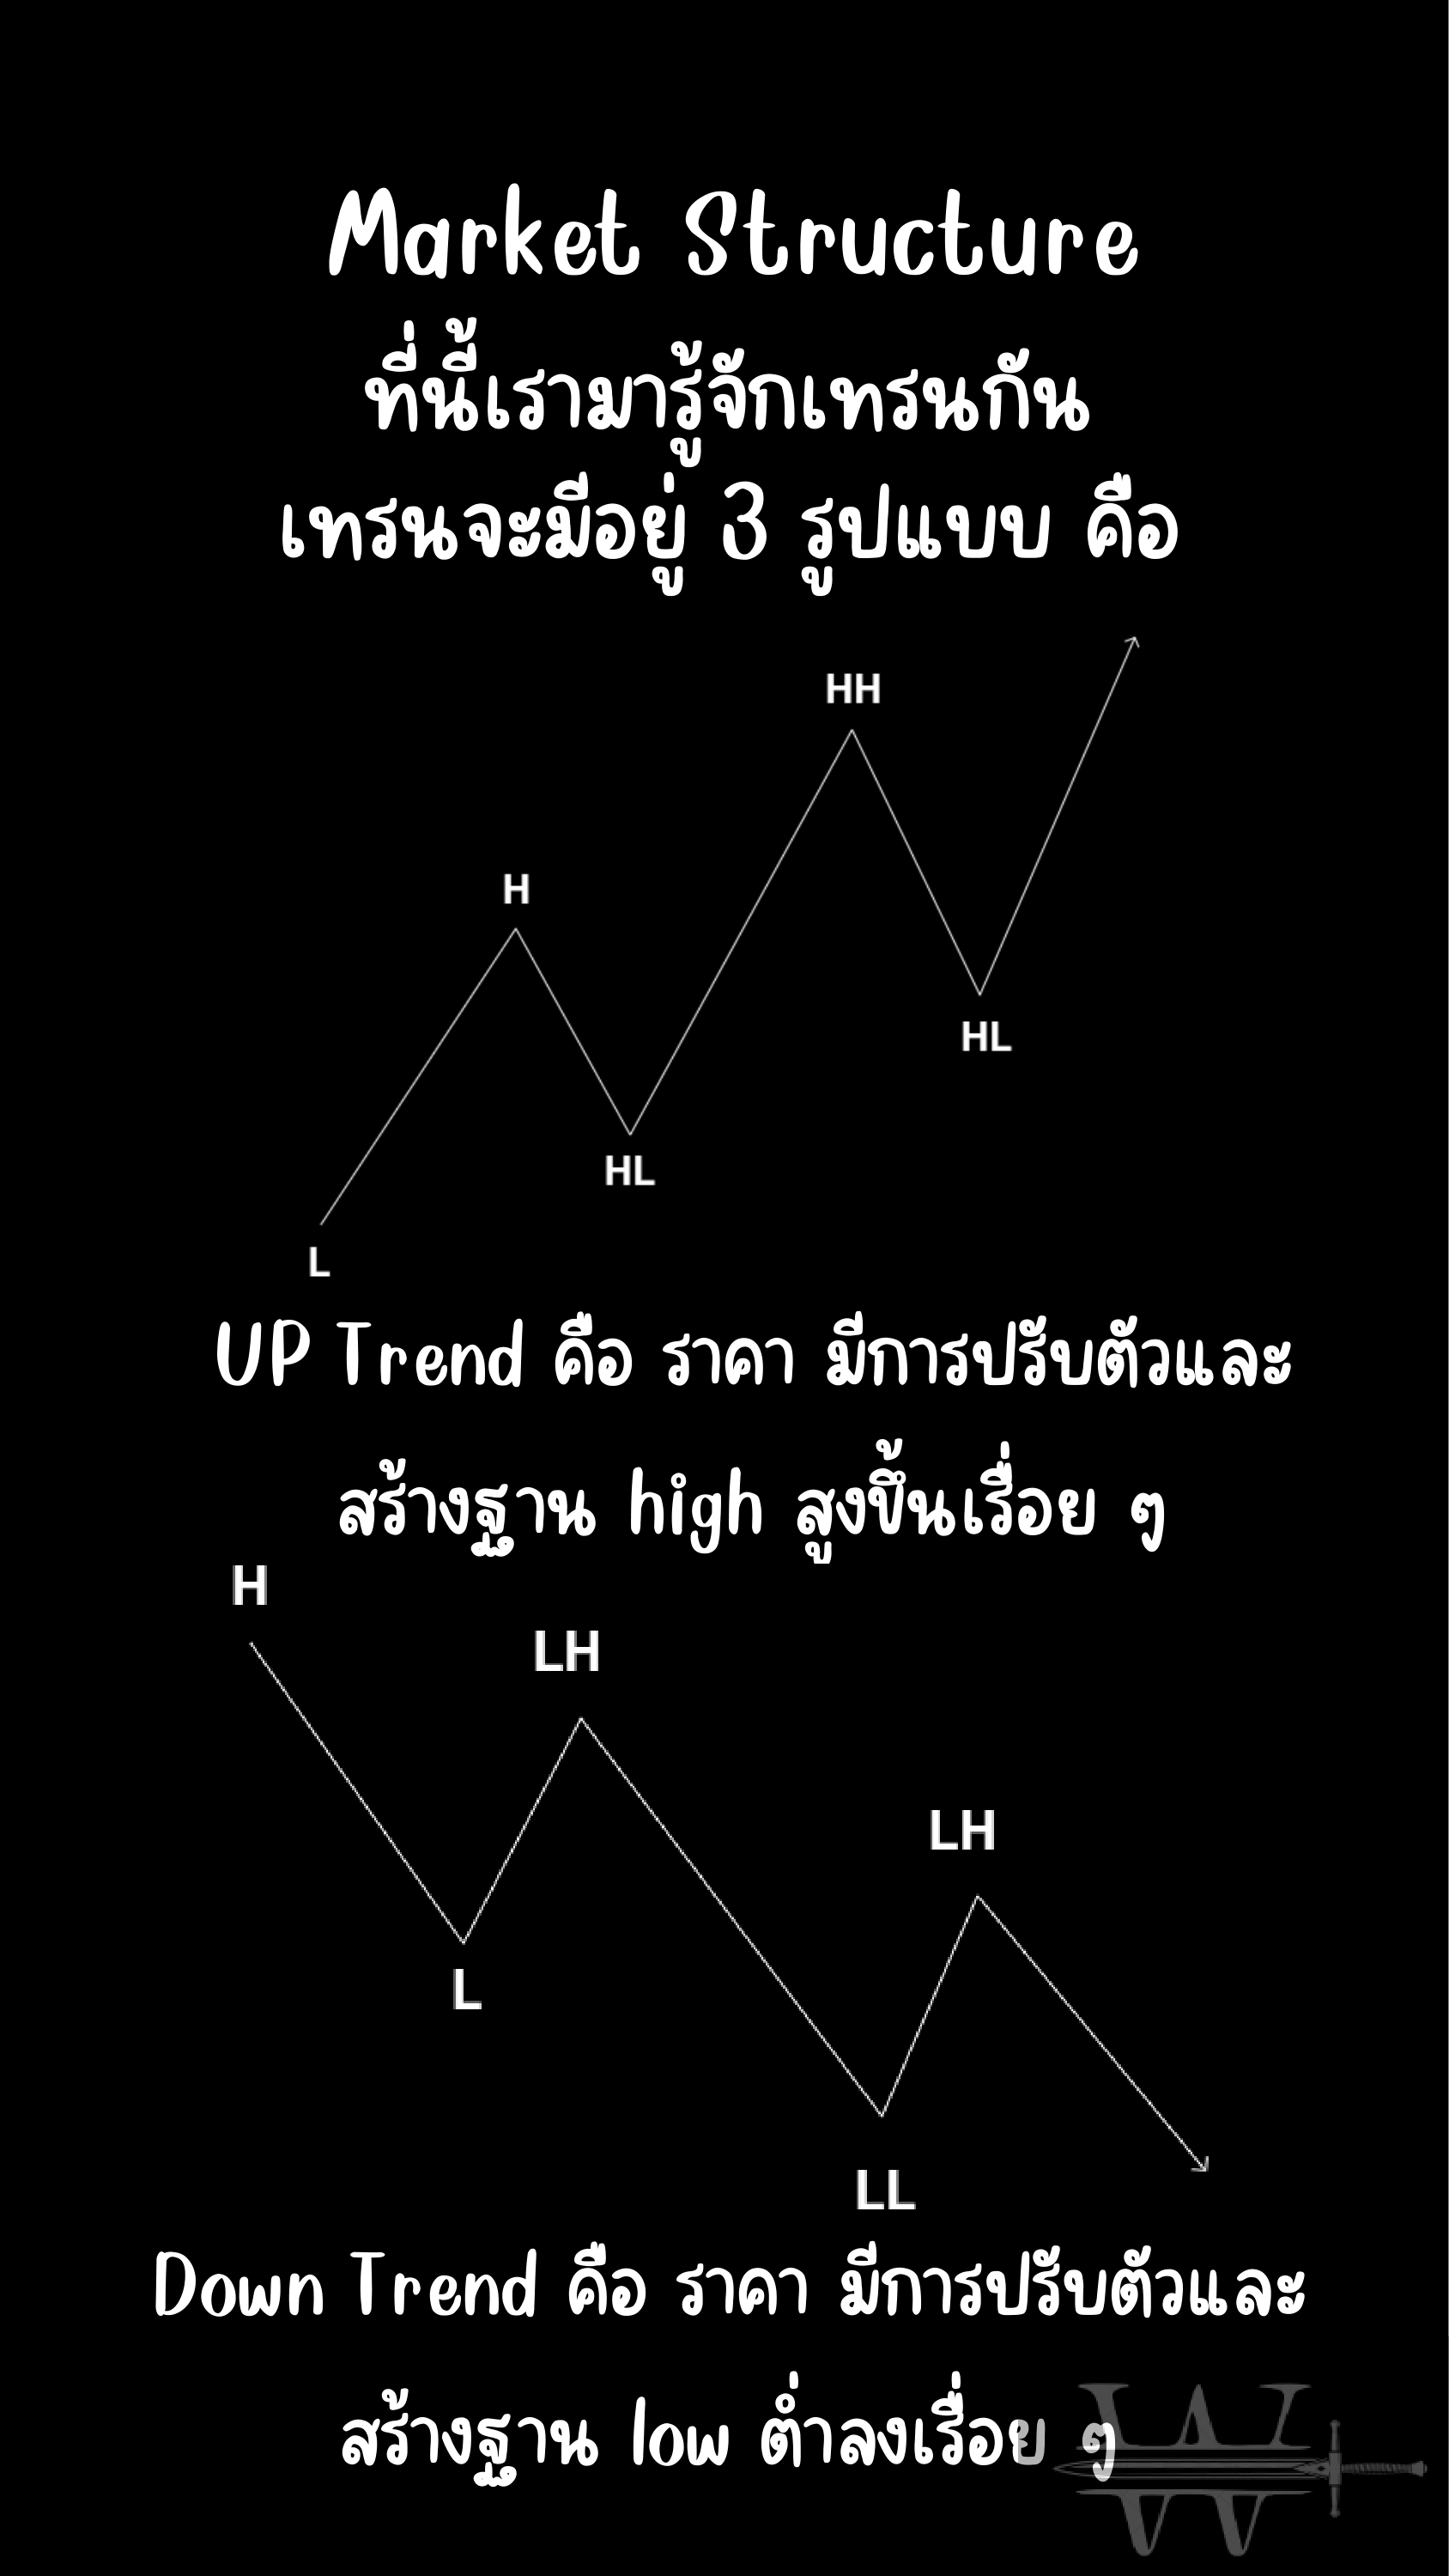 Market Structure
ที่นี้เรามารู้จักเทรนกัน
เทรนจะมีอยู่ 3 รูปแบบ คือ
HH
H
HL
HL
L
UP Trend คือ ราคา มีการปรับตัวและ
สร้างฐาน high สูงขึ้นเรื่อย ๆ
H
LH
LH
L
LL
Down Trend คือ ราคา มีการปรับตัวและ
สร้างฐาน low ต่ำลงเรื่อย ๆ
W